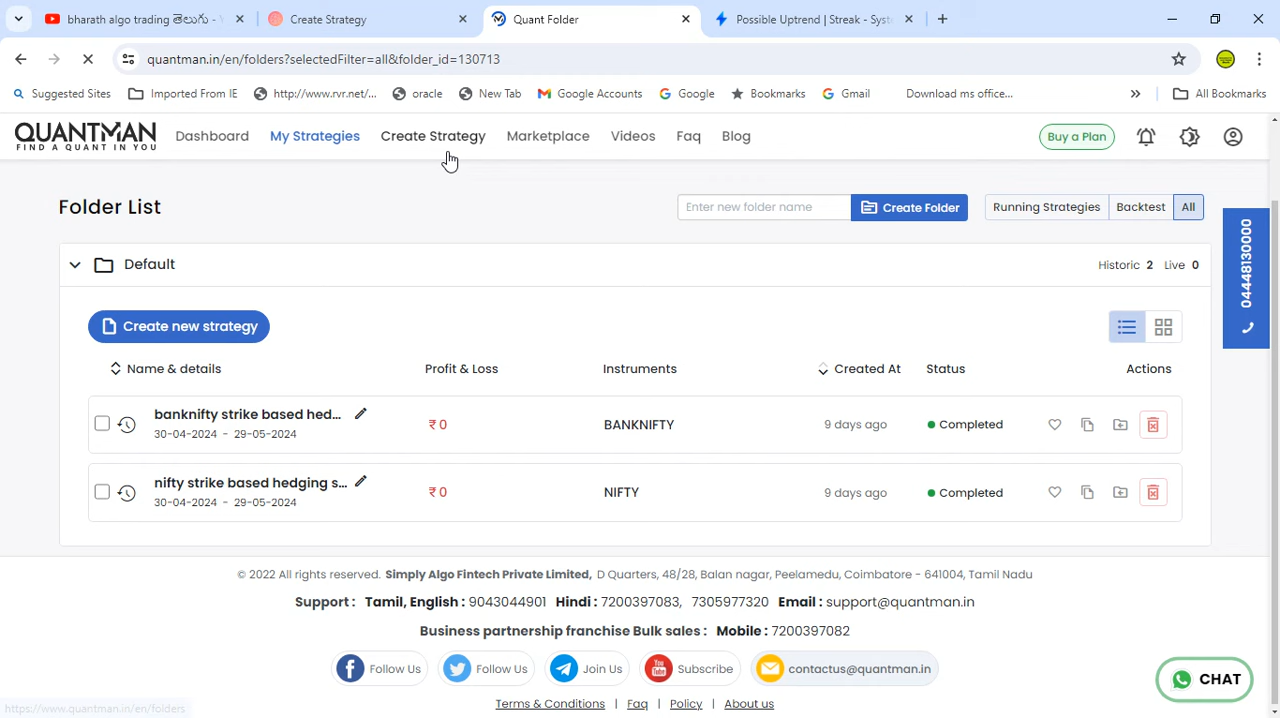 bharath algo trading తెలుగు -
Create Strategy
Quant Folder
Possible Uptrend | Streak - Syst
quantman.in/en/folders?selectedFilter=all&folder_id=130713
Suggested Sites
Imported From IE
http://www.rvr.net/...
oracle
New Tab
Google Accounts
Google
Bookmarks
Gmail
Download ms office...
All Bookmarks
QUANTMAN
FIND A QUANT IN YOU
Dashboard
My Strategies
Create Strategy
Marketplace
Videos
Faq
Blog
Buy a Plan
Folder List
Enter new folder name
Create Folder
Running Strategies
Backtest
All
04448130000
Default
Historic 2 Live 0
Create new strategy
Name & details
Profit & Loss
Instruments
Created At
Status
Actions
banknifty strike based hed...
30-04-2024 - 29-05-2024
₹ 0
BANKNIFTY
9 days ago
Completed
nifty strike based hedging s...
30-04-2024 - 29-05-2024
₹ 0
NIFTY
9 days ago
Completed
© 2022 All rights reserved. Simply Algo Fintech Private Limited, D Quarters, 48/28, Balan nagar, Peelamedu, Coimbatore - 641004, Tamil Nadu
Support : Tamil, English : 9043044901 Hindi : 7200397083, 7305977320 Email : support@quantman.in
Business partnership franchise Bulk sales : Mobile : 7200397082
Follow Us
Follow Us
Join Us
Subscribe
contactus@quantman.in
CHAT
Terms & Conditions | Faq | Policy | About us
https://www.quantman.in/en/folders